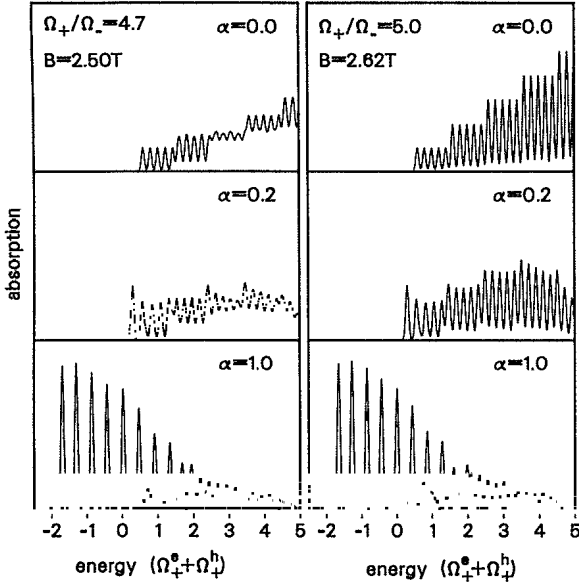 Ω₊/Ω₋=4.7 α=0.0
B=2.50T
Ω₊/Ω₋=5.0 α=0.0
B=2.62T
α=0.2
α=0.2
absorption
α=1.0
α=1.0
-2 -1 0 1 2 3 4 5
-2 -1 0 1 2 3 4 5
energy (Ω₊ᵉ+Ω₊ʰ)
energy (Ω₊ᵉ+Ω₊ʰ)